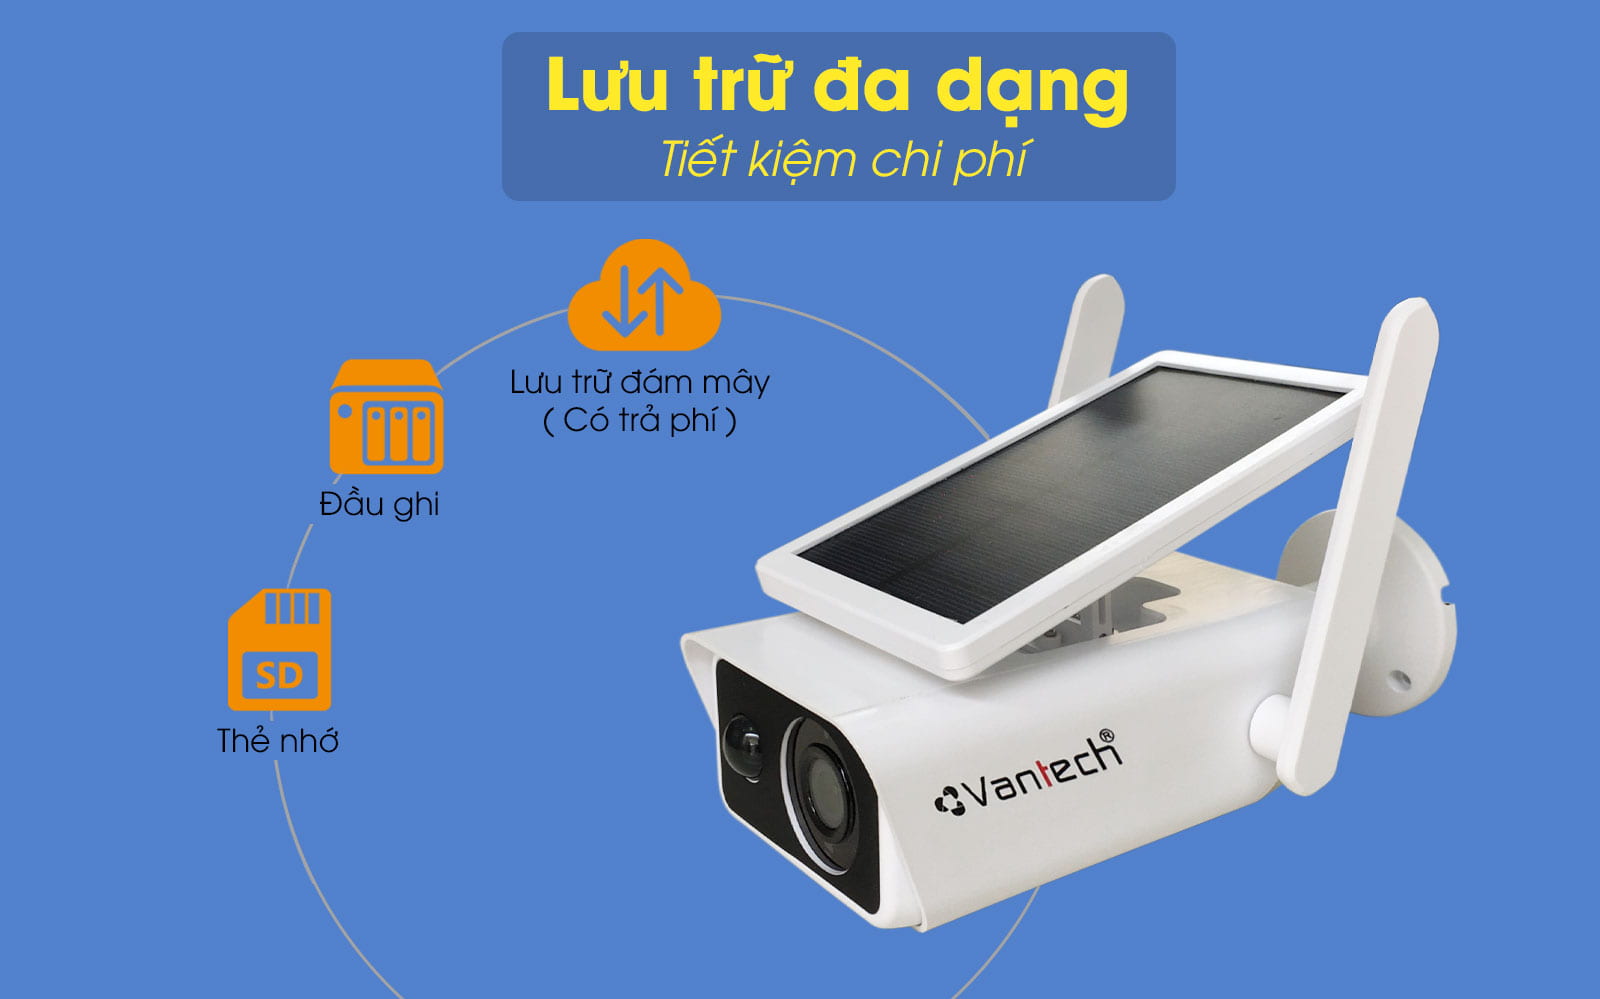 Lưu trữ đa dạng
Tiết kiệm chi phí
Lưu trữ đám mây
( Có trả phí )
Đầu ghi
SD
Thẻ nhớ
Vantech®